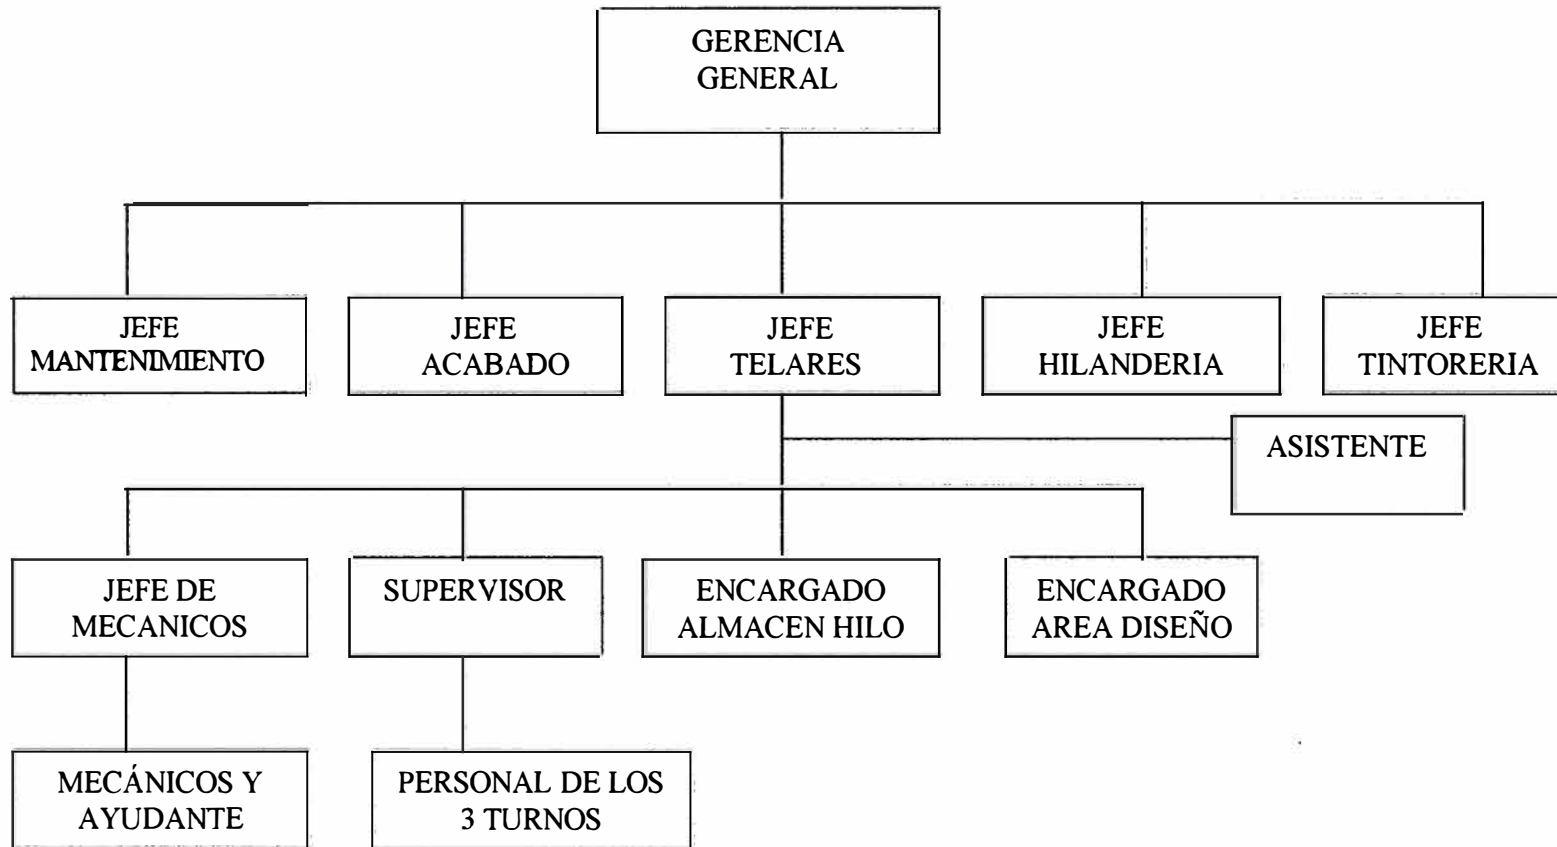 GERENCIA
GENERAL
JEFE
MANTENIMIENTO
JEFE
ACABADO
JEFE
TELARES
JEFE
HILANDERIA
JEFE
TINTORERIA
ASISTENTE
JEFE DE
MECANICOS
SUPERVISOR
ENCARGADO
ALMACEN HILO
ENCARGADO
AREA DISEÑO
MECÁNICOS Y
AYUDANTE
PERSONAL DE LOS
3 TURNOS